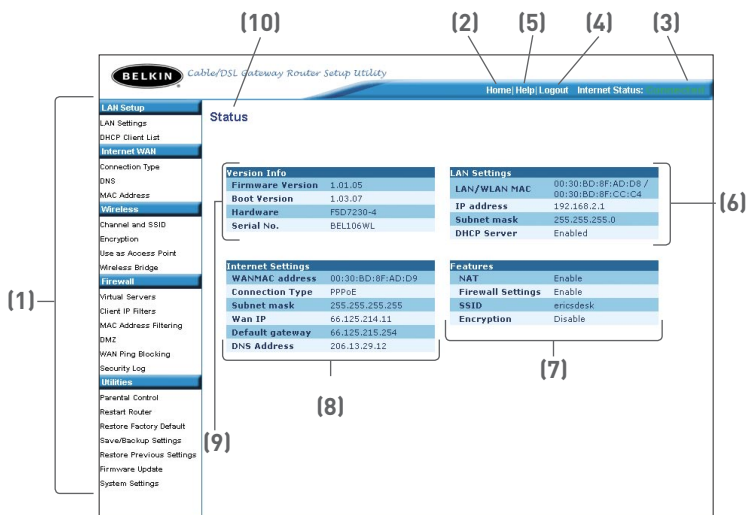 (10) (2) (5) (4) (3)
BELKIN Cable/DSL Gateway Router Setup Utility
Home| Help| Logout Internet Status:
(1)
LAN Setup
LAN Settings
DHCP Client List
Internet WAN
Connection Type
DNS
MAC Address
Wireless
Channel and SSID
Encryption
Use as Access Point
Wireless Bridge
Firewall
Virtual Servers
Client IP Filters
MAC Address Filtering
DMZ
WAN Ping Blocking
Security Log
Utilities
Parental Control
Restart Router
Restore Factory Default
Save/Backup Settings
Restore Previous Settings
Firmware Update
System Settings
Status
Version Info
Firmware Version 1.01.05
Boot Version 1.03.07
Hardware F5D7230-4
Serial No. BEL106WL
(9)
LAN Settings
LAN/WLAN MAC 00:30:BD:8F:AD:D8 /
00:30:BD:8F:CC:C4
IP address 192.168.2.1
Subnet mask 255.255.255.0
DHCP Server Enabled
(6)
Internet Settings
WANMAC address 00:30:BD:8F:AD:D9
Connection Type PPPoE
Subnet mask 255.255.255.255
Wan IP 66.125.214.11
Default gateway 66.125.215.254
DNS Address 206.13.29.12
(8)
Features
NAT Enable
Firewall Settings Enable
SSID ericsdesk
Encryption Disable
(7)